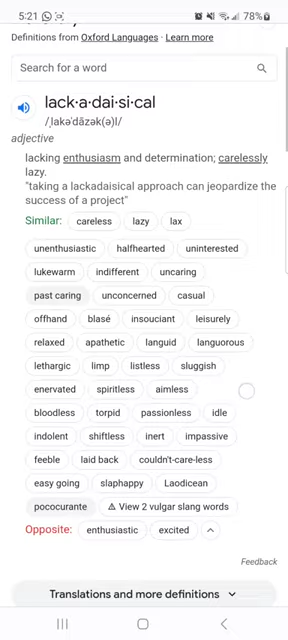 5:21 78%
Definitions from Oxford Languages · Learn more
Search for a word
lack·a·dai·si·cal
/ˌlakəˈdāzək(ə)l/
adjective
lacking enthusiasm and determination; carelessly
lazy.
"taking a lackadaisical approach can jeopardize the
success of a project"
Similar: careless lazy lax
unenthusiastic halfhearted uninterested
lukewarm indifferent uncaring
past caring unconcerned casual
offhand blasé insouciant leisurely
relaxed apathetic languid languorous
lethargic limp listless sluggish
enervated spiritless aimless
bloodless torpid passionless idle
indolent shiftless inert impassive
feeble laid back couldn't-care-less
easy going slaphappy Laodicean
pococurante ⚠ View 2 vulgar slang words
Opposite: enthusiastic excited
Feedback
Translations and more definitions